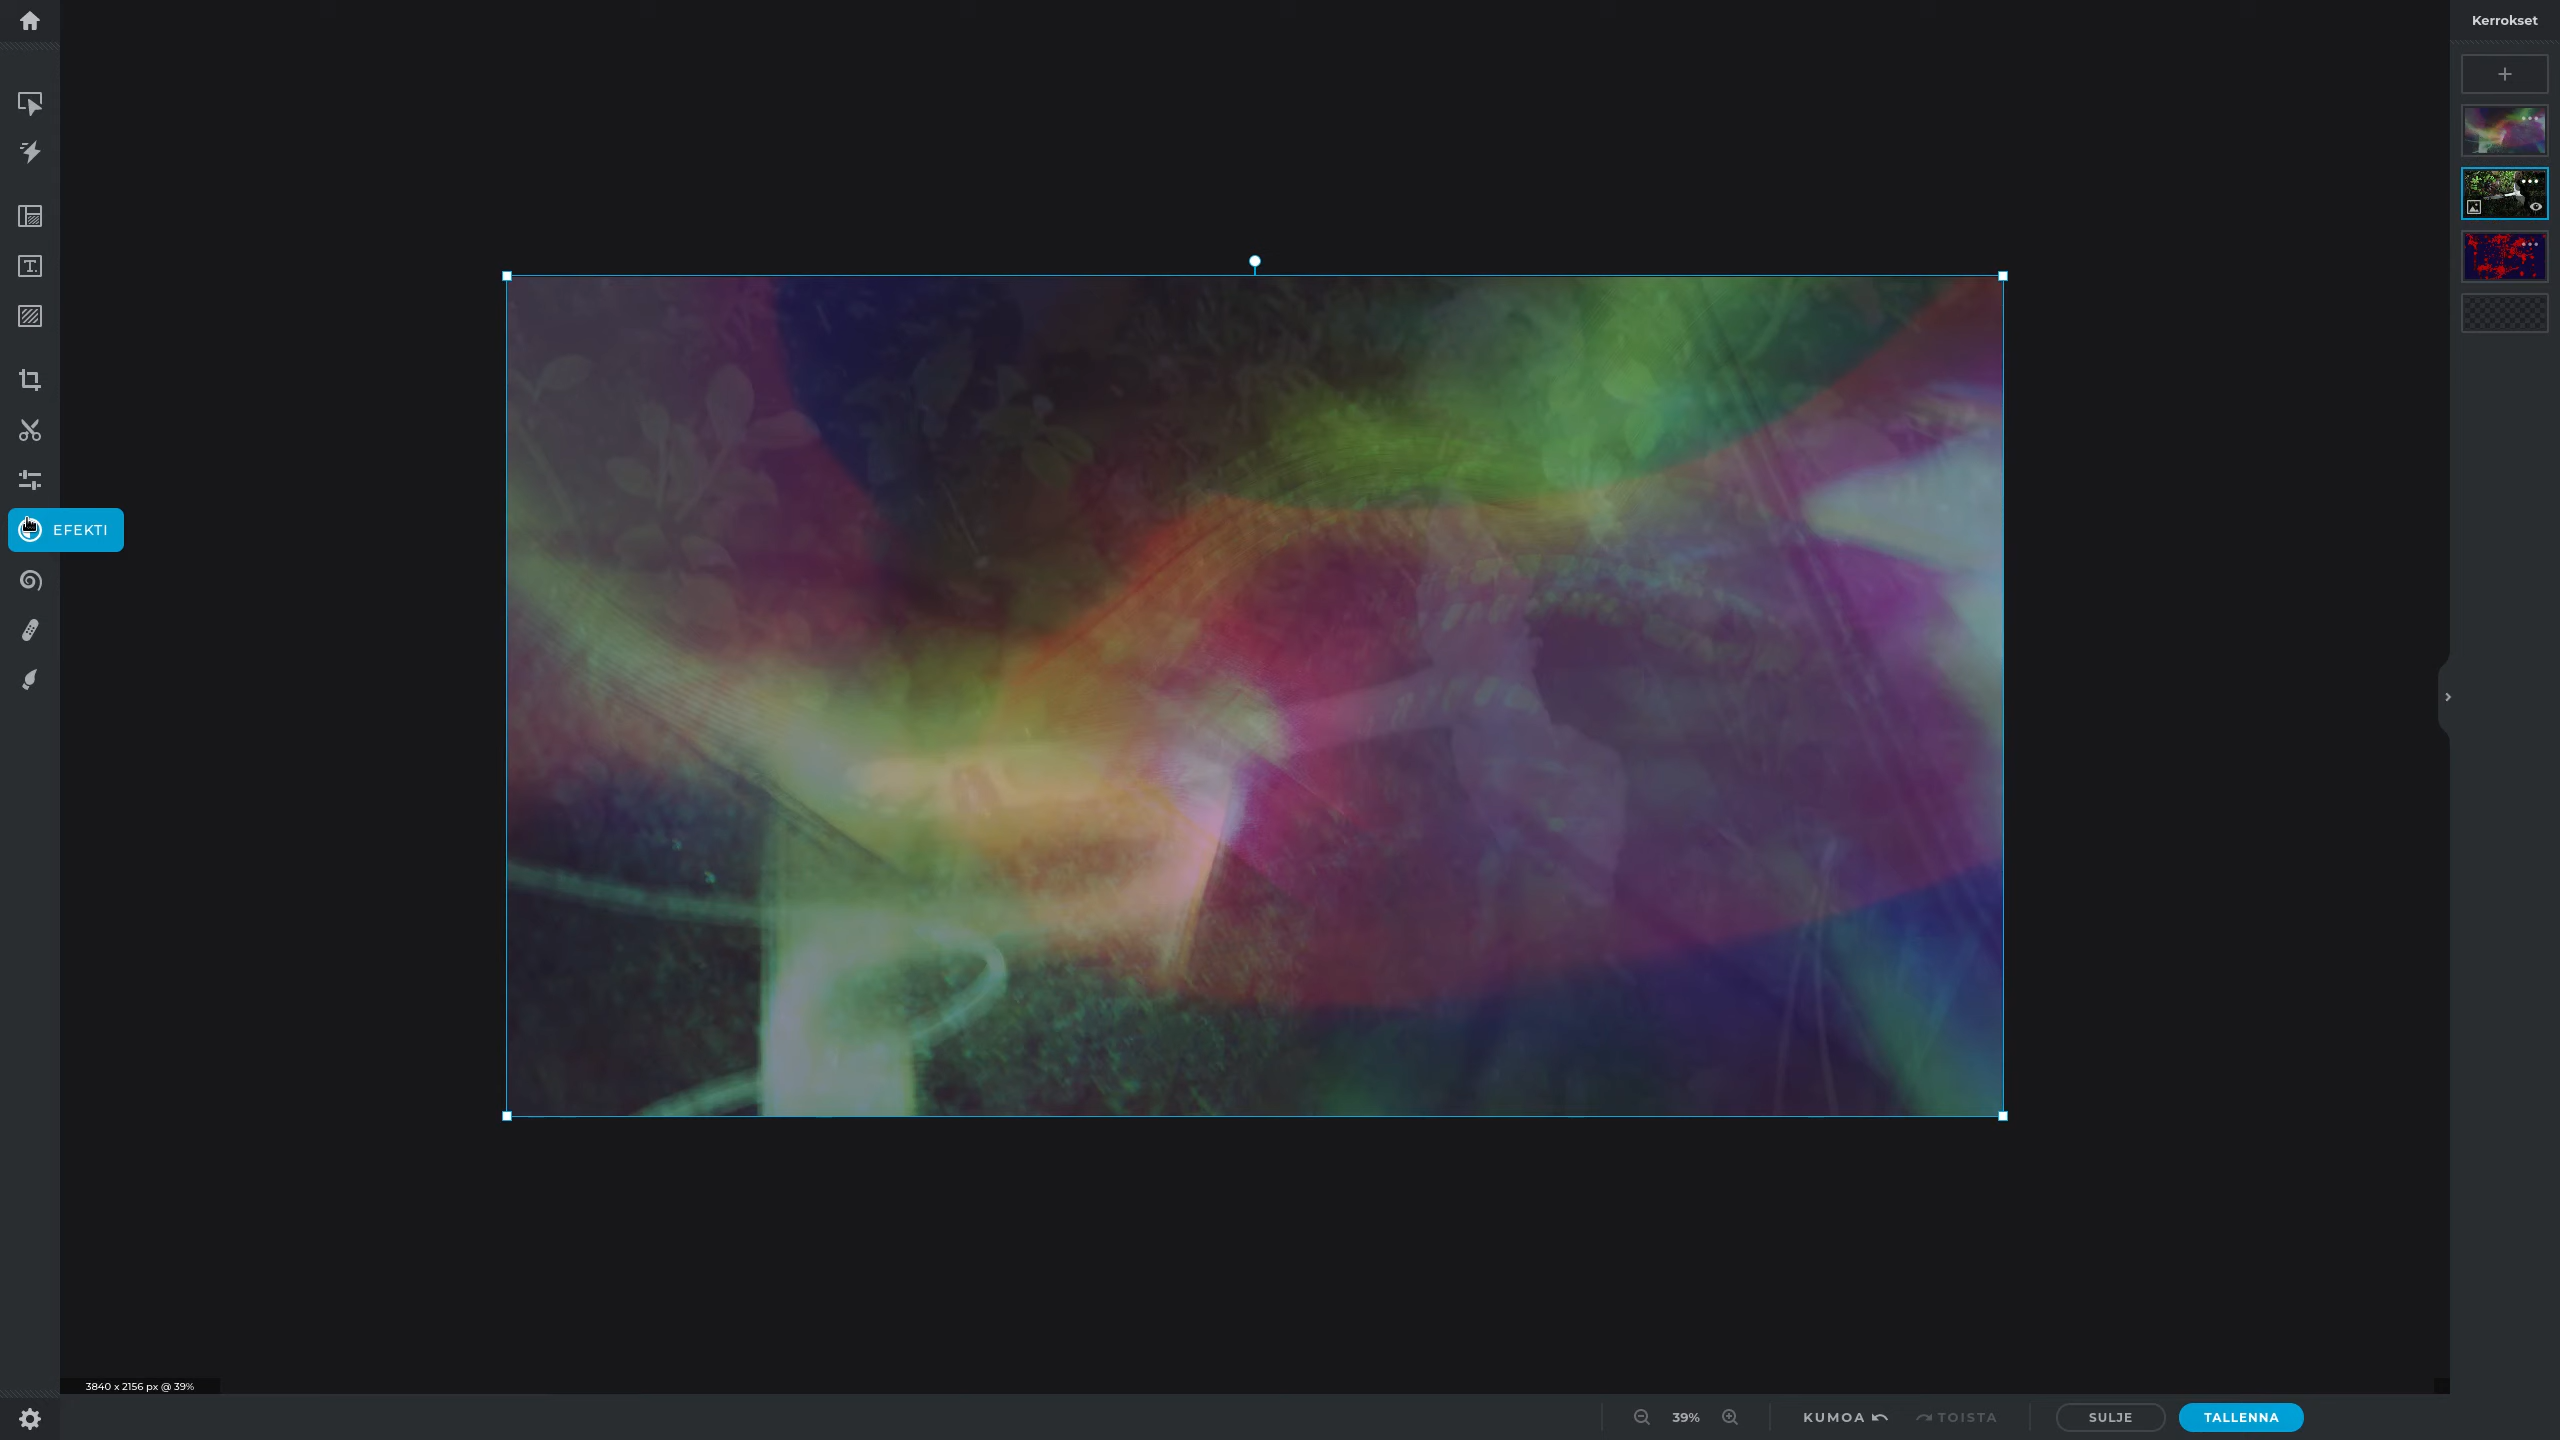 Kerrokset
EFEKTI
3840 x 2156 px @ 39%
39%
KUMOA
TOISTA
SULJE
TALLENNA